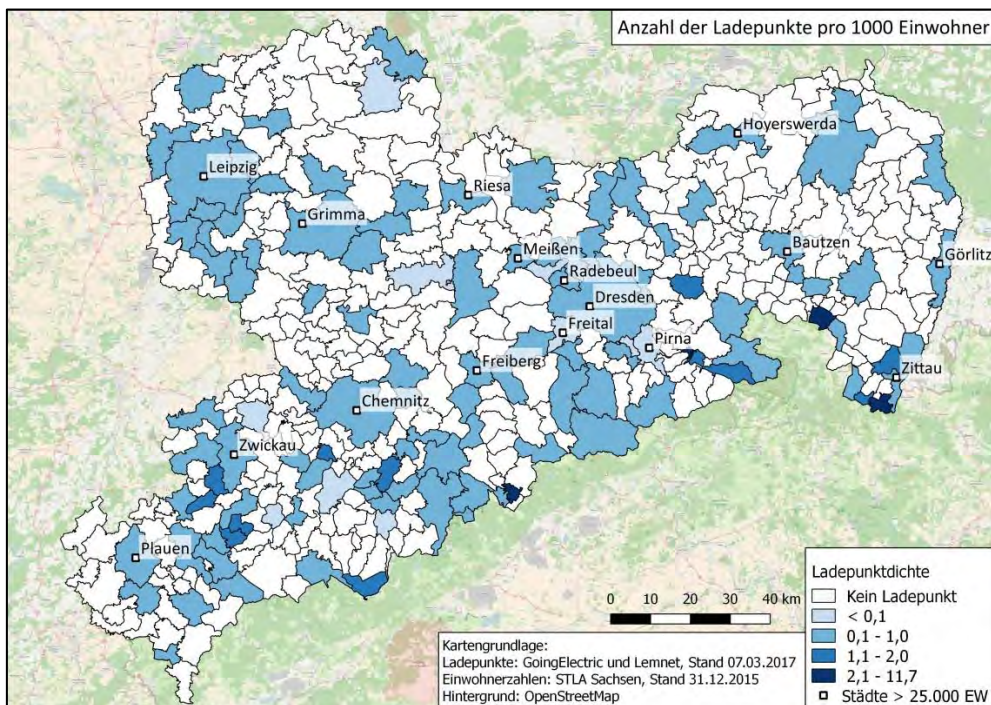 Anzahl der Ladepunkte pro 1000 Einwohner
Hoyerswerda
Leipzig
Riesa
Grimma
Bautzen
Meißen
Görlitz
Radebeul
Dresden
Freital
Pirna
Freiberg
Zittau
Chemnitz
Zwickau
Plauen
Ladepunktdichte
Kein Ladepunkt
< 0,1
0,1 - 1,0
1,1 - 2,0
2,1 - 11,7
Städte > 25.000 EW
0 10 20 30 40 km
Kartengrundlage:
Ladepunkte: GoingElectric und Lemnet, Stand 07.03.2017
Einwohnerzahlen: STLA Sachsen, Stand 31.12.2015
Hintergrund: OpenStreetMap